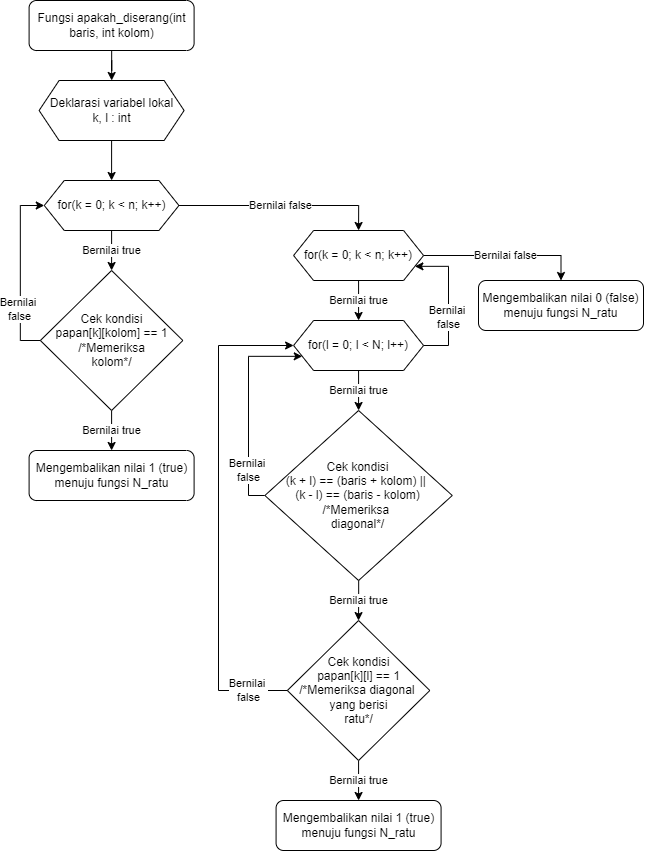 Fungsi apakah_diserang(int
baris, int kolom)
Deklarasi variabel lokal
k, l : int
for(k = 0; k < n; k++)
Bernilai false
Bernilai true
Bernilai
false
Cek kondisi
papan[k][kolom] == 1
/*Memeriksa
kolom*/
Bernilai true
Mengembalikan nilai 1 (true)
menuju fungsi N_ratu
for(k = 0; k < n; k++)
Bernilai false
Mengembalikan nilai 0 (false)
menuju fungsi N_ratu
Bernilai true
Bernilai
false
for(l = 0; l < N; l++)
Bernilai true
Bernilai
false
Cek kondisi
(k + l) == (baris + kolom) ||
(k - l) == (baris - kolom)
/*Memeriksa
diagonal*/
Bernilai true
Bernilai
false
Cek kondisi
papan[k][l] == 1
/*Memeriksa diagonal
yang berisi
ratu*/
Bernilai true
Mengembalikan nilai 1 (true)
menuju fungsi N_ratu